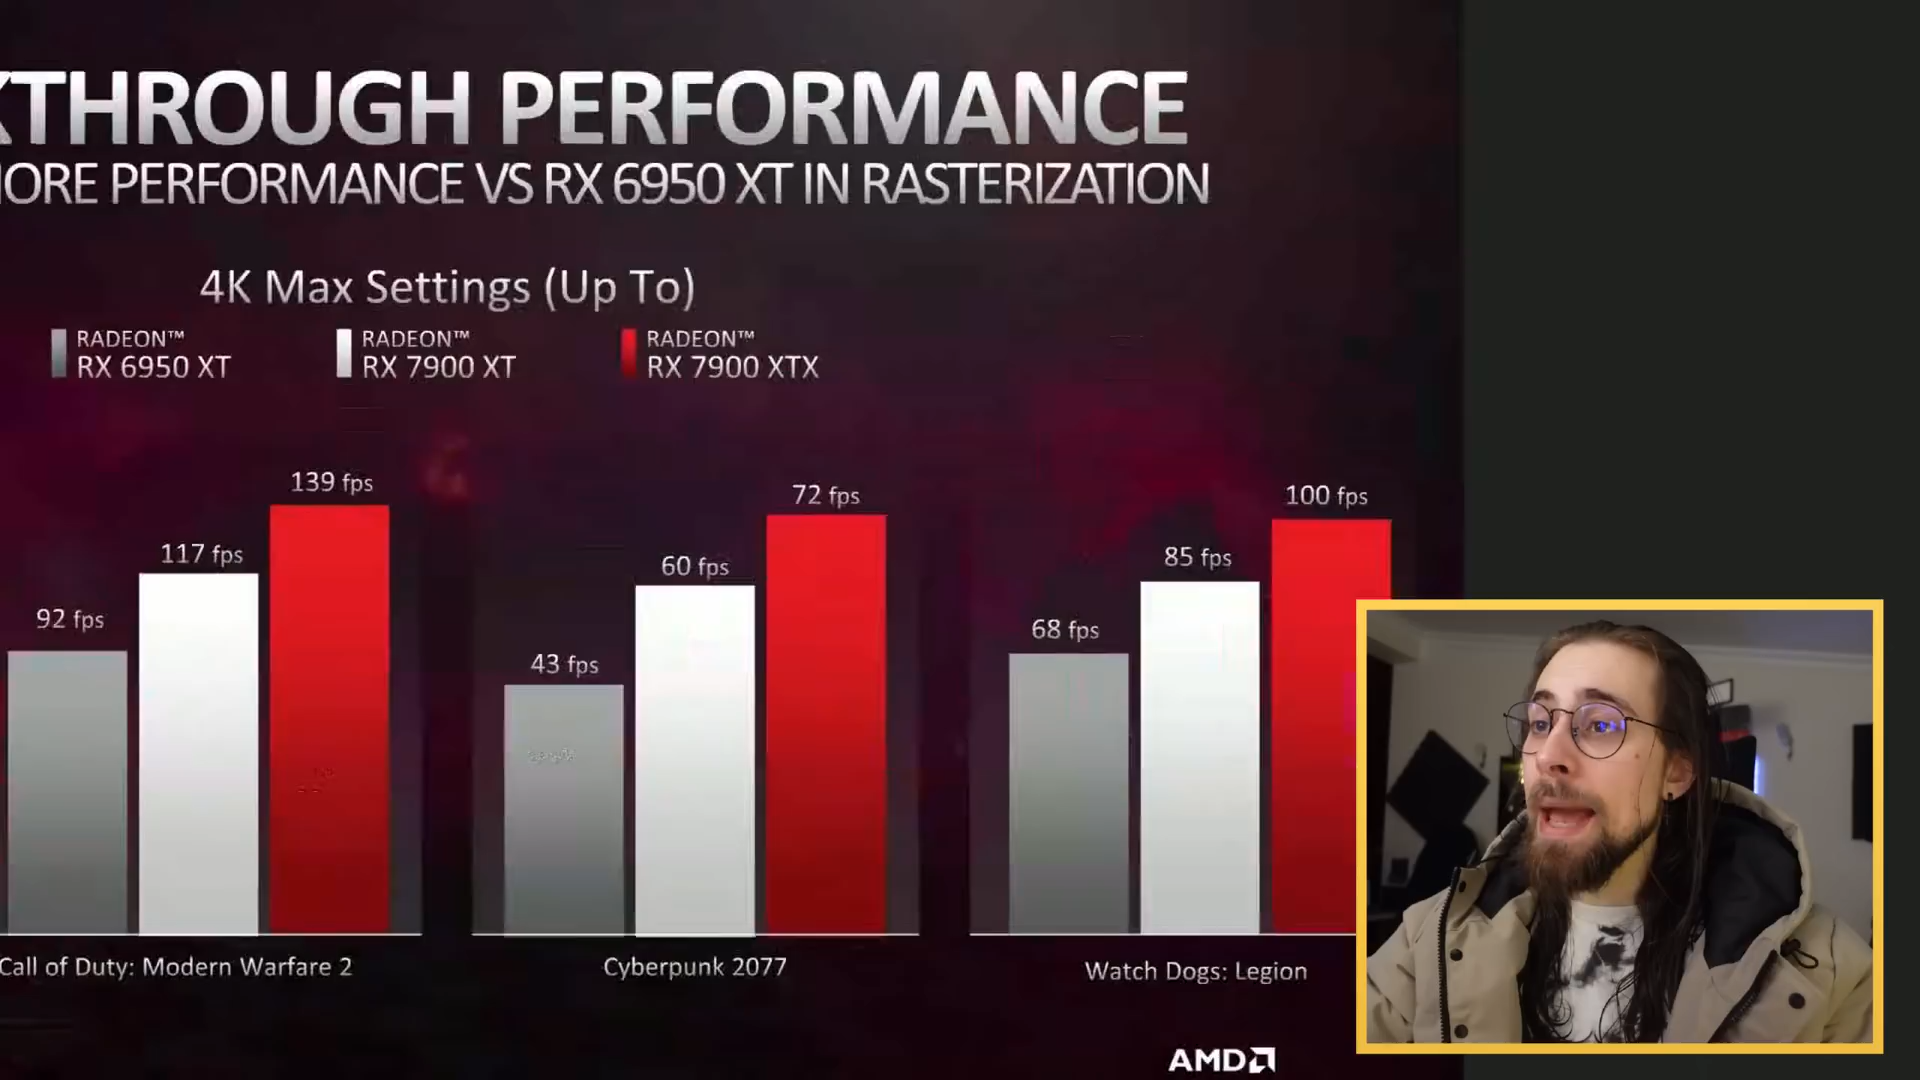 KTHROUGH PERFORMANCE
ORE PERFORMANCE VS RX 6950 XT IN RASTERIZATION
4K Max Settings (Up To)
RADEON™ RX 6950 XT
RADEON™ RX 7900 XT
RADEON™ RX 7900 XTX
139 fps
117 fps
92 fps
72 fps
60 fps
43 fps
100 fps
85 fps
68 fps
Call of Duty: Modern Warfare 2
Cyberpunk 2077
Watch Dogs: Legion
AMD